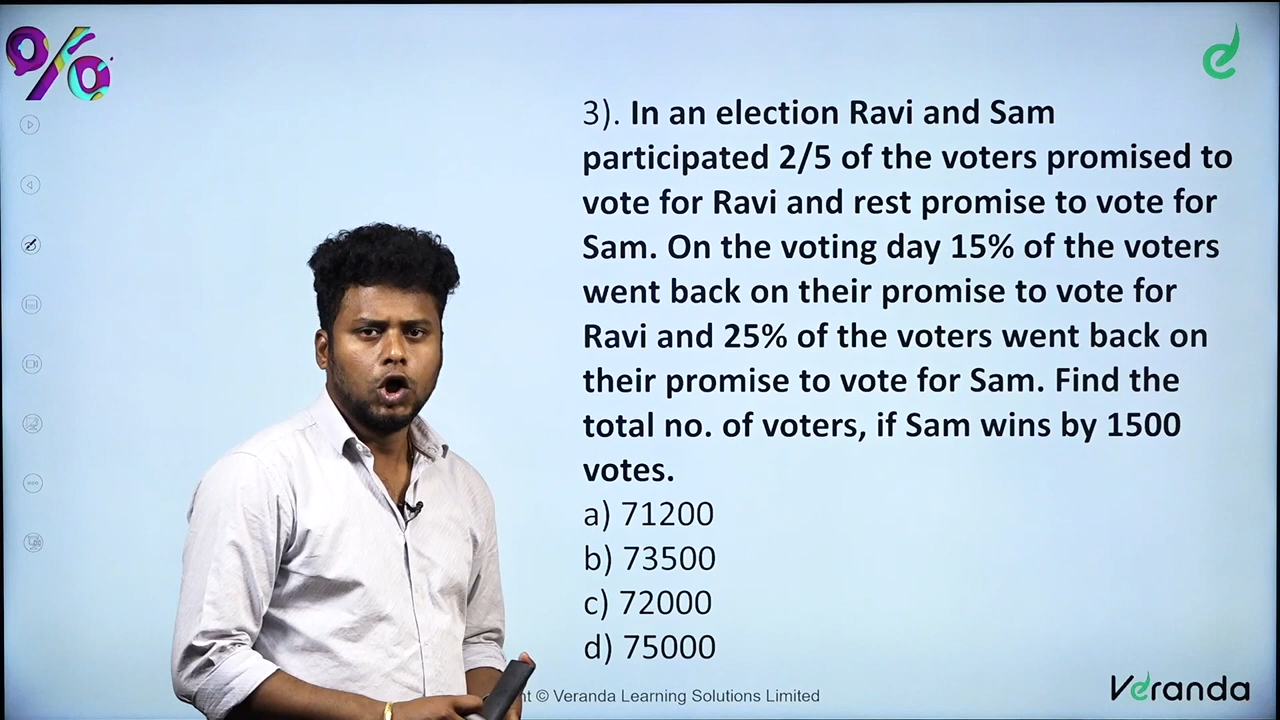 3). In an election Ravi and Sam
participated 2/5 of the voters promised to
vote for Ravi and rest promise to vote for
Sam. On the voting day 15% of the voters
went back on their promise to vote for
Ravi and 25% of the voters went back on
their promise to vote for Sam. Find the
total no. of voters, if Sam wins by 1500
votes.
a) 71200
b) 73500
c) 72000
d) 75000
© Veranda Learning Solutions Limited
Veranda